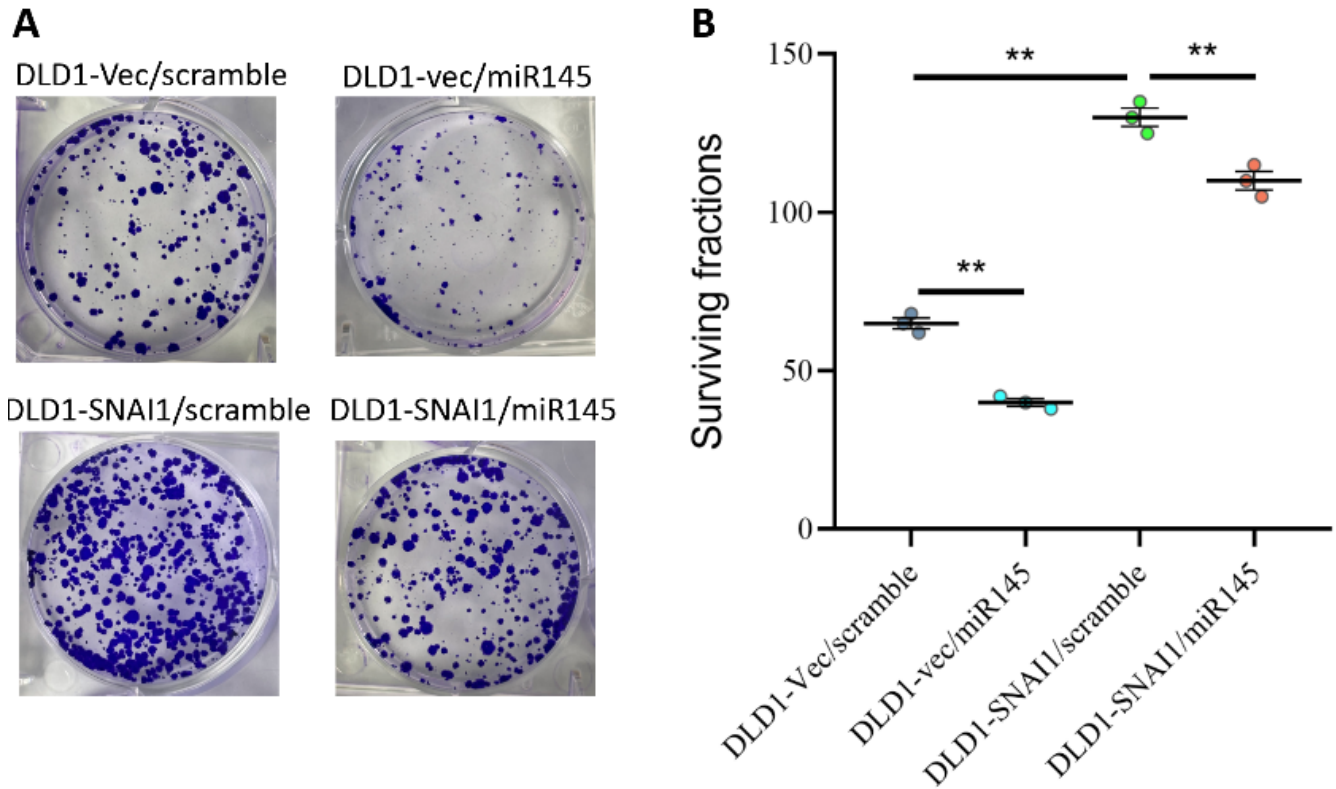 A
DLD1-Vec/scramble
DLD1-vec/miR145
DLD1-SNAI1/scramble
DLD1-SNAI1/miR145
B
Surviving fractions
150
100
50
0
**
**
**
DLD1-Vec/scramble
DLD1-vec/miR145
DLD1-SNAI1/scramble
DLD1-SNAI1/miR145